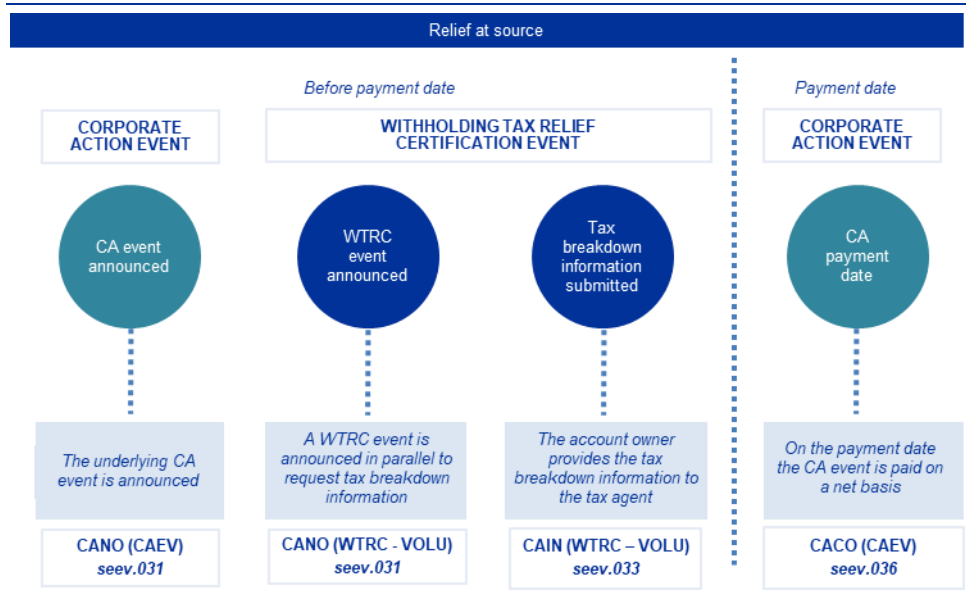 Relief at source
Before payment date
Payment date
CORPORATE
ACTION EVENT
WITHHOLDING TAX RELIEF
CERTIFICATION EVENT
CORPORATE
ACTION EVENT
CA event
announced
WTRC
event
announced
Tax
breakdown
information
submitted
CA
payment
date
The underlying CA
event is announced
A WTRC event is
announced in parallel to
request tax breakdown
information
The account owner
provides the tax
breakdown information to
the tax agent
On the payment date
the CA event is paid on
a net basis
CANO (CAEV)
seev.031
CANO (WTRC - VOLU)
seev.031
CAIN (WTRC – VOLU)
seev.033
CACO (CAEV)
seev.036